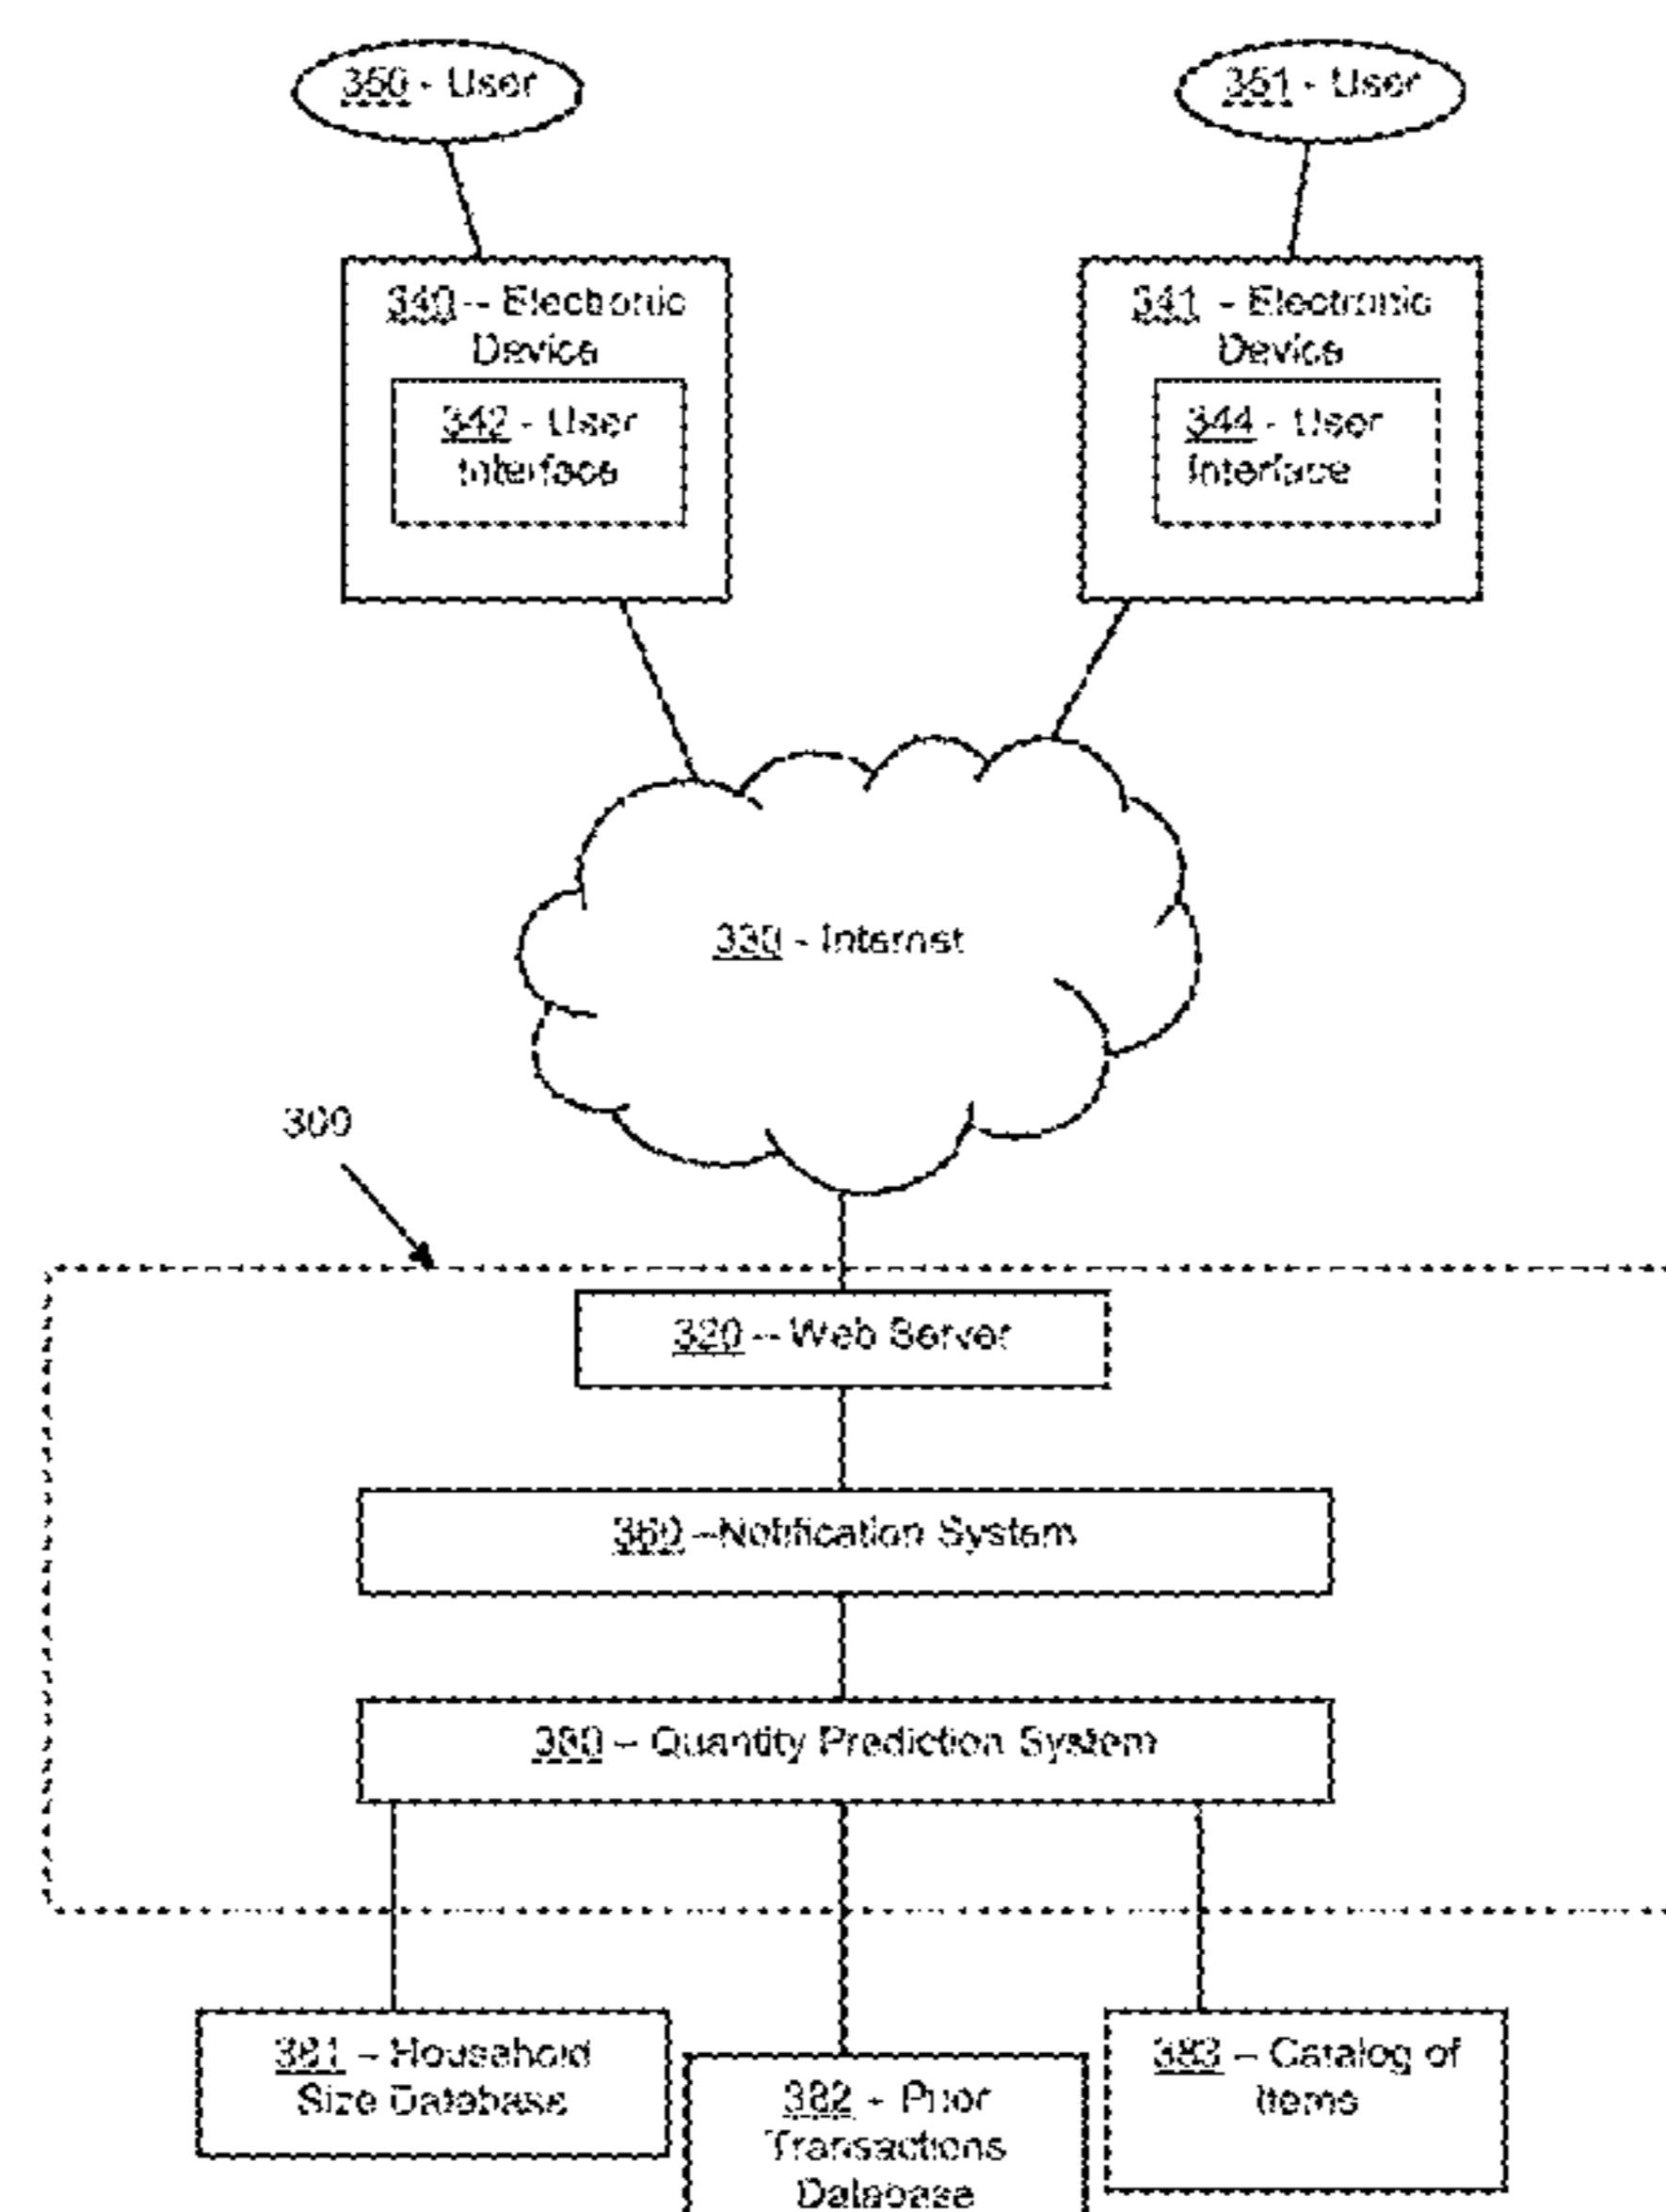 350 - User
351 - User
340 -- Electronic
Device
342 - User
Interface
341 - Electronic
Device
344 - User
Interface
330 - Internet
300
320 -- Web Server
360 –Notification System
380 – Quantity Prediction System
381 – Household
Size Database
382 - Prior
Transactions
Database
383 – Catalog of
Items